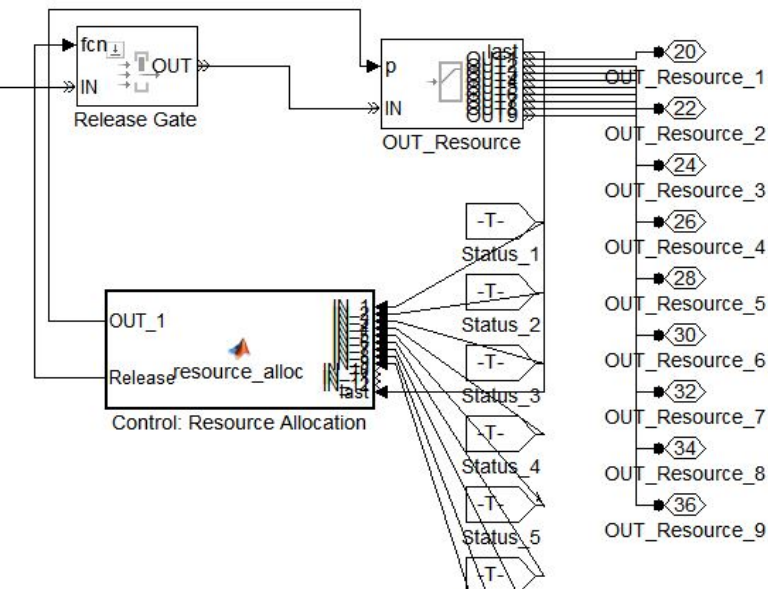 fcn
OUT
IN
Release Gate
p
IN
last
OUT9
OUT_Resource
20
OUT_Resource_1
22
OUT_Resource_2
24
OUT_Resource_3
26
OUT_Resource_4
28
OUT_Resource_5
30
OUT_Resource_6
32
OUT_Resource_7
34
OUT_Resource_8
36
OUT_Resource_9
-T-
Status_1
-T-
Status_2
-T-
Status_3
-T-
Status_4
-T-
Status_5
-T-
OUT_1
Release
resource_alloc
IN_1
last
Control: Resource Allocation